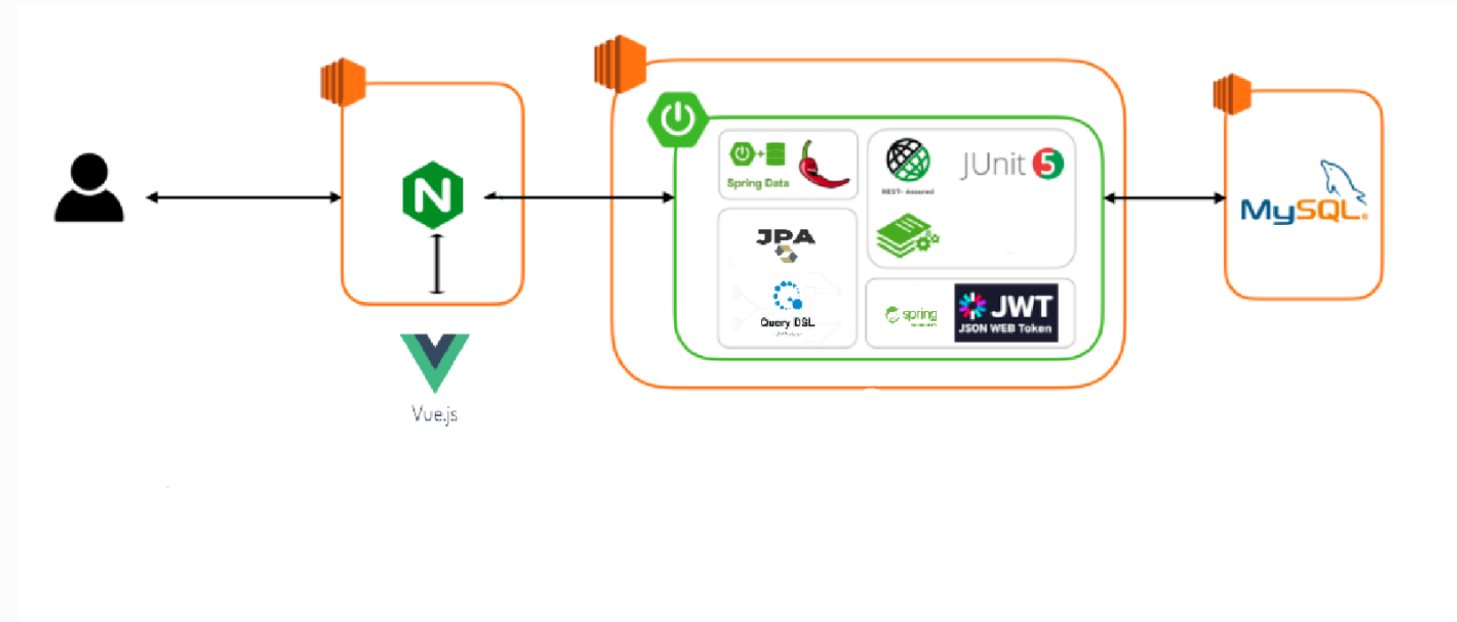 N
Spring Data
REST- Assured
JUnit 5
JPA
Query DSL
spring
JWT
JSON WEB Token
MySQL
Vue.js